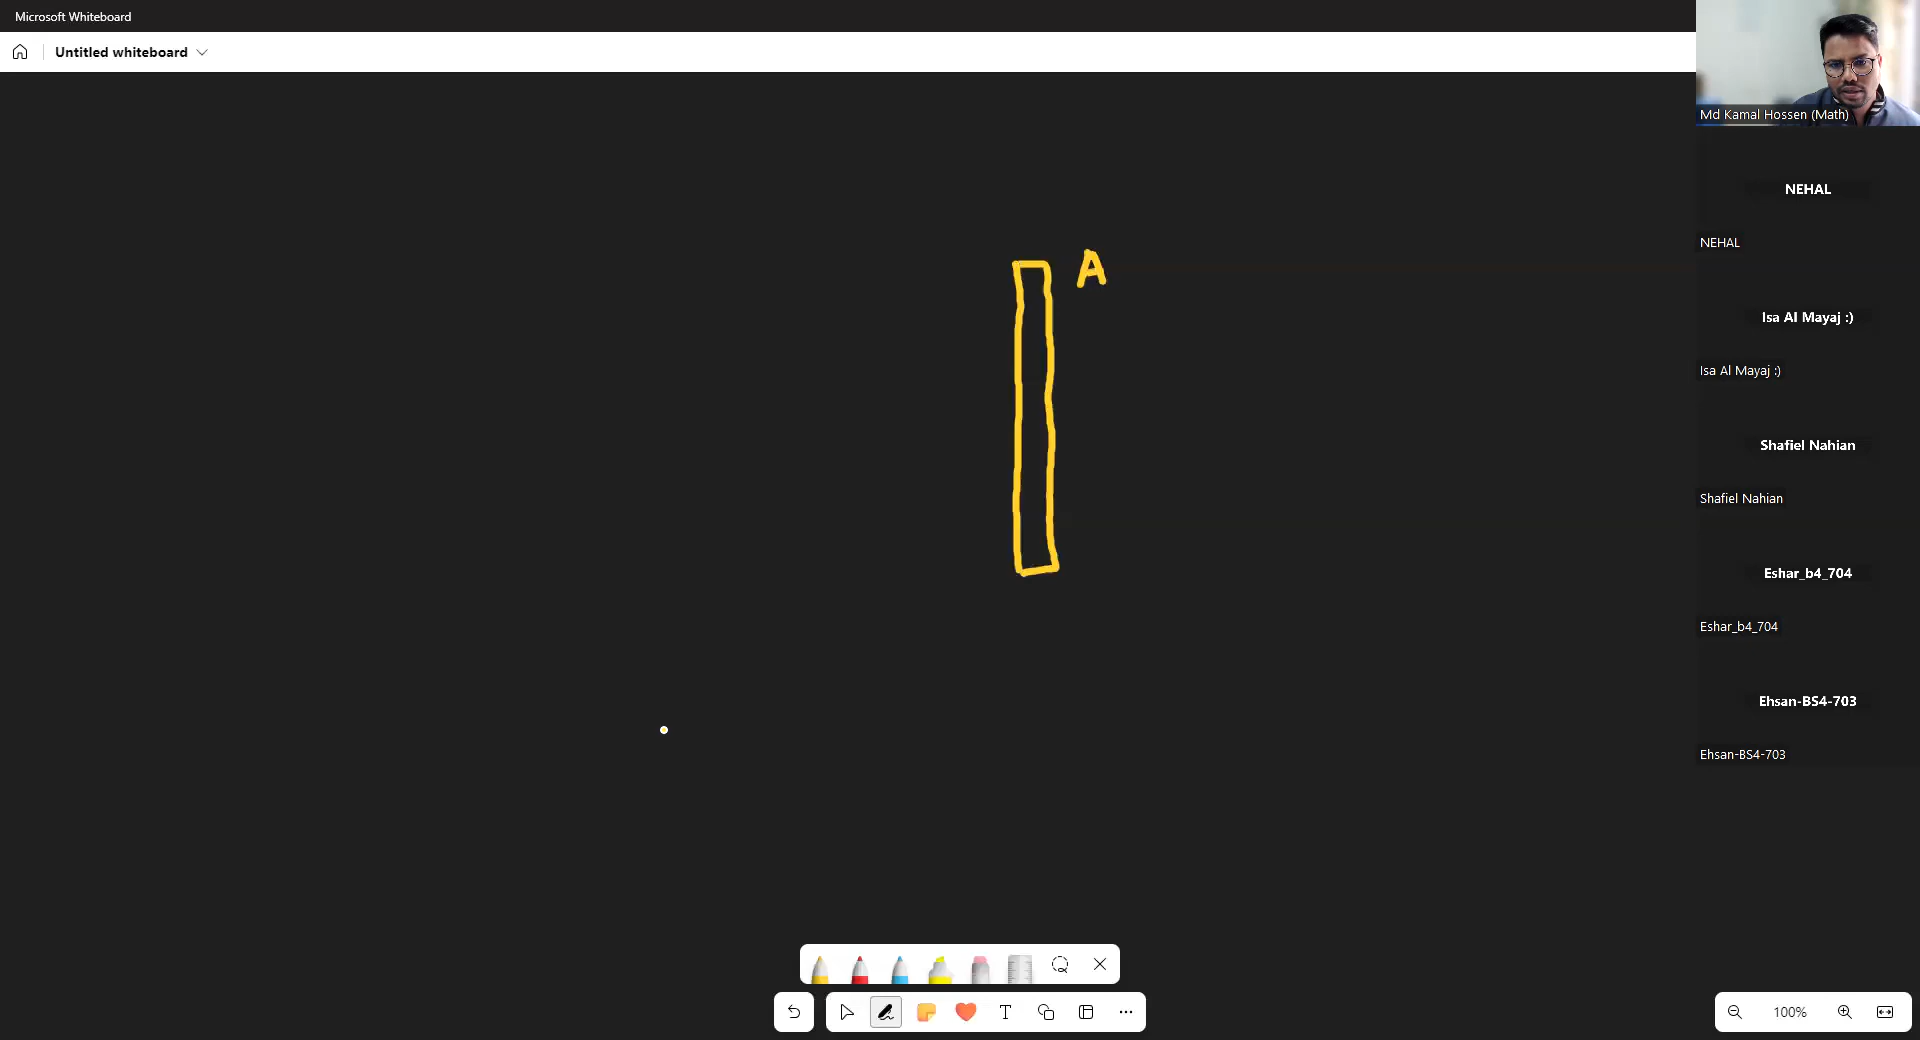 Microsoft Whiteboard
Untitled whiteboard
A
Md Kamal Hossen (Math)
NEHAL
NEHAL
Isa Al Mayaj :)
Isa Al Mayaj :)
Shafiel Nahian
Shafiel Nahian
Eshar_b4_704
Eshar_b4_704
Ehsan-BS4-703
Ehsan-BS4-703
T
100%